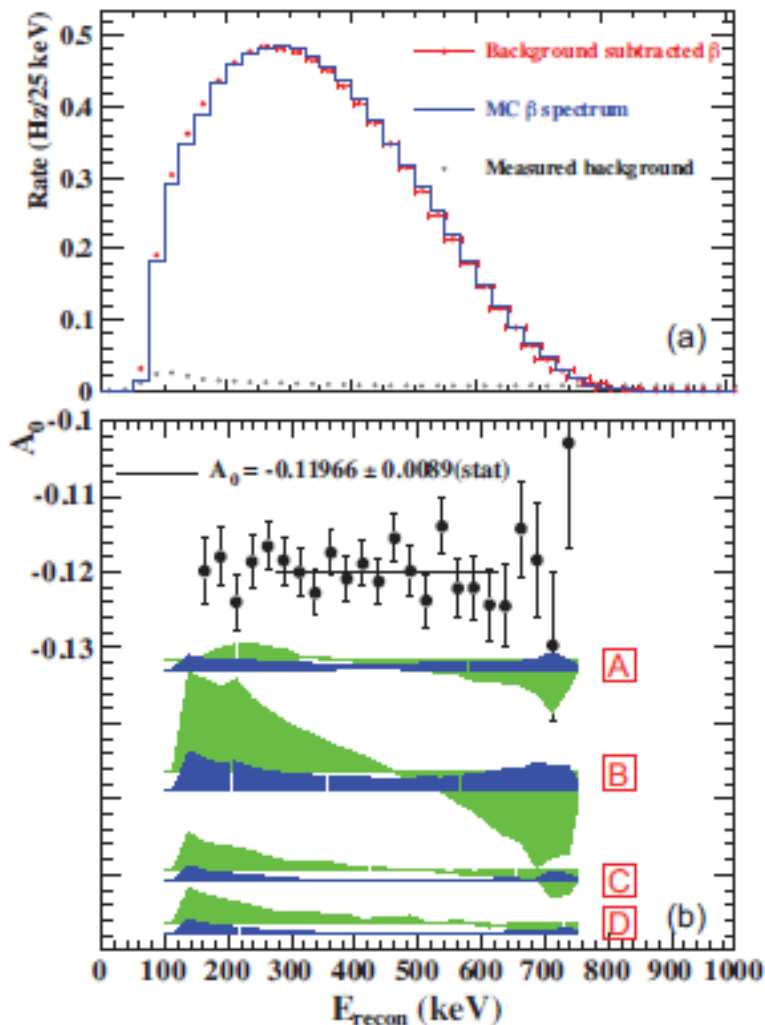 0.5
0.4
0.3
0.2
0.1
0
Rate (Hz/25 keV)
Background subtracted β
MC β spectrum
Measured background
(a)
-0.1
-0.11
-0.12
-0.13
A₀
A₀ = -0.11966 ± 0.0089(stat)
A
B
C
D
(b)
0 100 200 300 400 500 600 700 800 900 1000
E_recon (keV)